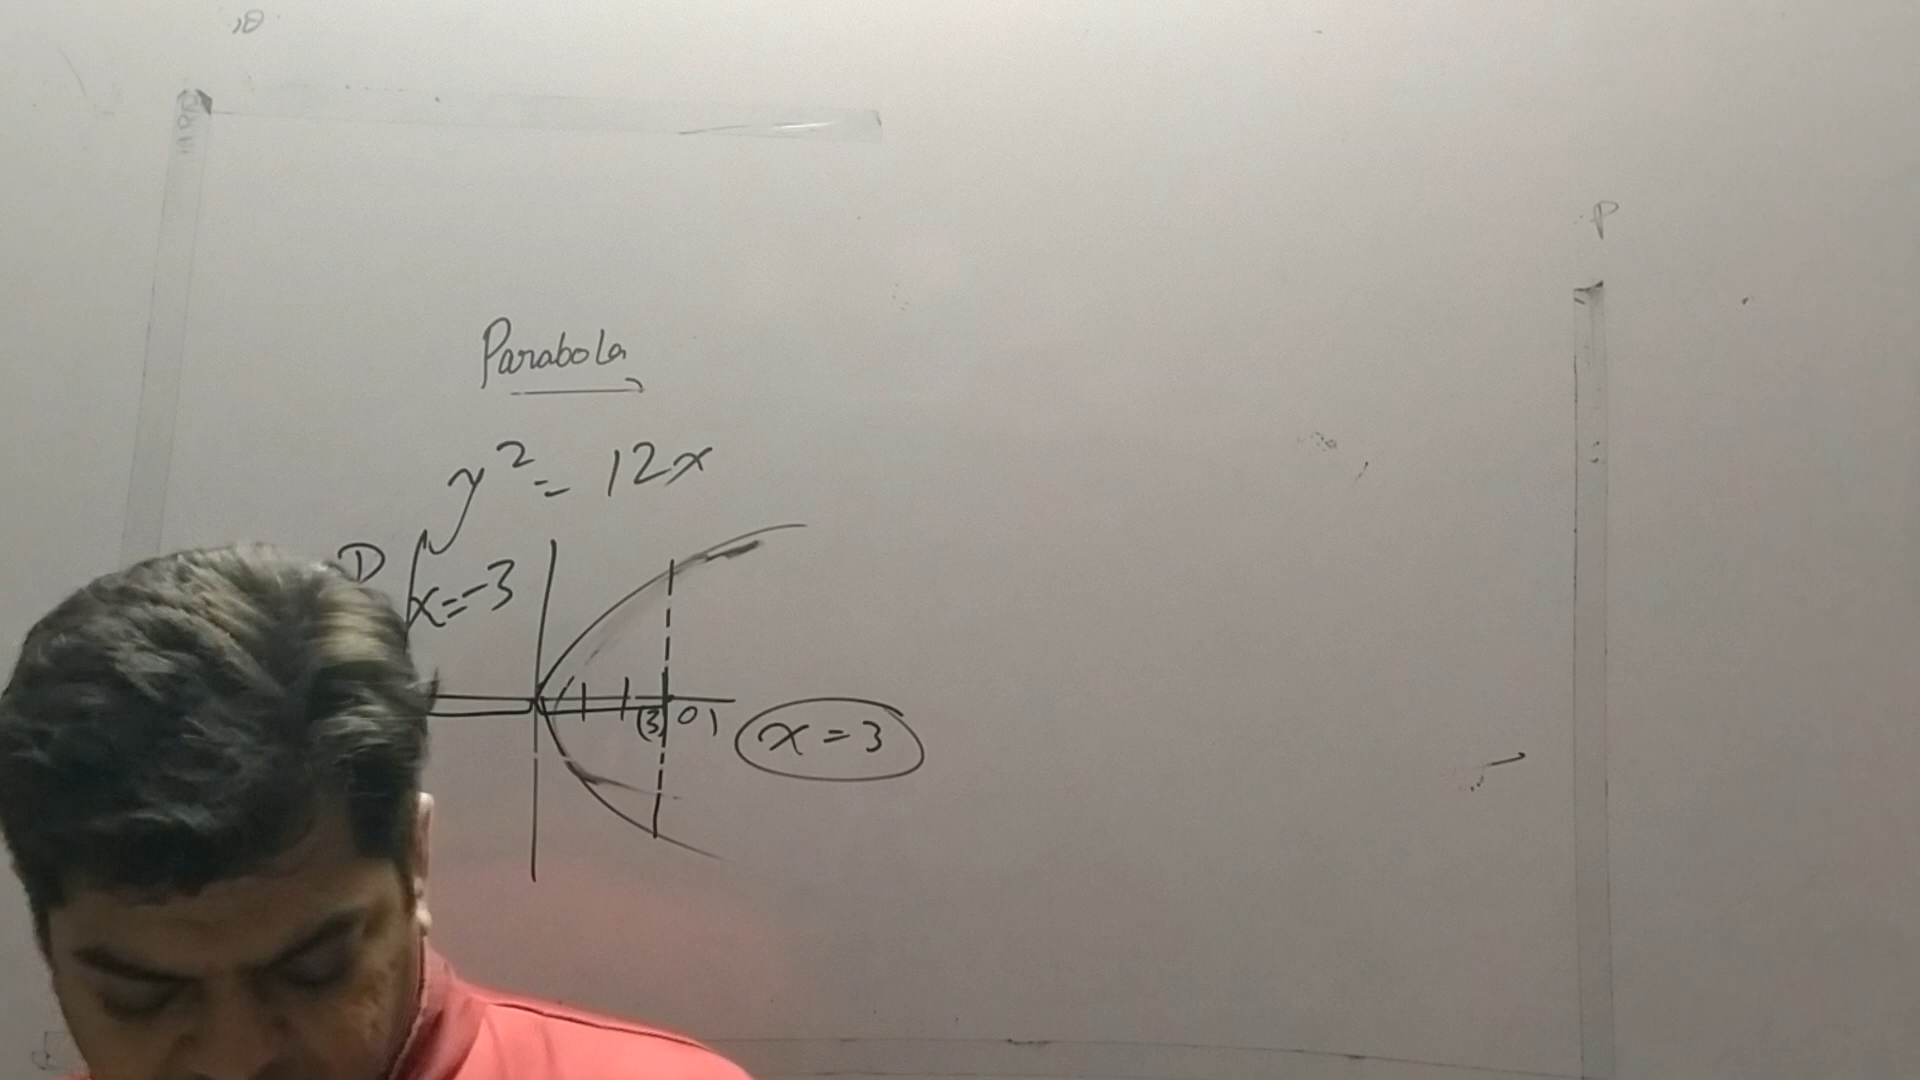 Parabola
y² = 12x
D
x=-3
(3, 0)
x = 3
P